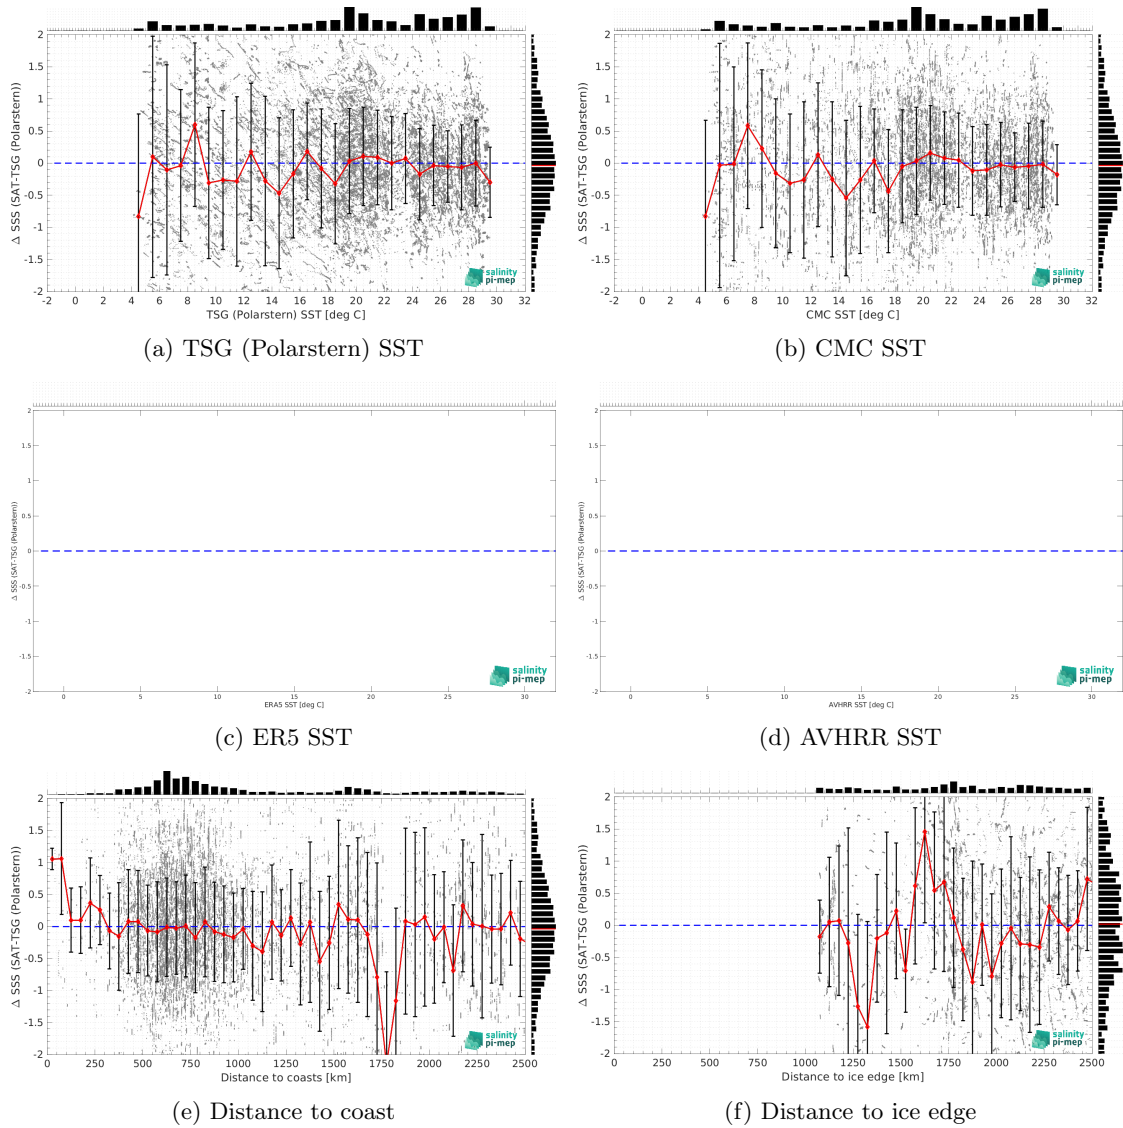 2
1.5
1
0.5
0
-0.5
-1
-1.5
-2
Δ SSS (SAT-TSG (Polarstern))
salinity
pi-mep
-2 0 2 4 6 8 10 12 14 16 18 20 22 24 26 28 30 32
TSG (Polarstern) SST [deg C]
(a) TSG (Polarstern) SST
2
1.5
1
0.5
0
-0.5
-1
-1.5
-2
Δ SSS (SAT-TSG (Polarstern))
salinity
pi-mep
-2 0 2 4 6 8 10 12 14 16 18 20 22 24 26 28 30 32
CMC SST [deg C]
(b) CMC SST
2
1.5
1
0.5
0
-0.5
-1
-1.5
-2
Δ SSS (SAT-TSG (Polarstern))
salinity
pi-mep
0 5 10 15 20 25 30
ERA5 SST [deg C]
(c) ER5 SST
2
1.5
1
0.5
0
-0.5
-1
-1.5
-2
Δ SSS (SAT-TSG (Polarstern))
salinity
pi-mep
0 5 10 15 20 25 30
AVHRR SST [deg C]
(d) AVHRR SST
2
1.5
1
0.5
0
-0.5
-1
-1.5
-2
Δ SSS (SAT-TSG (Polarstern))
salinity
pi-mep
0 250 500 750 1000 1250 1500 1750 2000 2250 2500
Distance to coasts [km]
(e) Distance to coast
2
1.5
1
0.5
0
-0.5
-1
-1.5
-2
Δ SSS (SAT-TSG (Polarstern))
salinity
pi-mep
0 250 500 750 1000 1250 1500 1750 2000 2250 2500
Distance to ice edge [km]
(f) Distance to ice edge